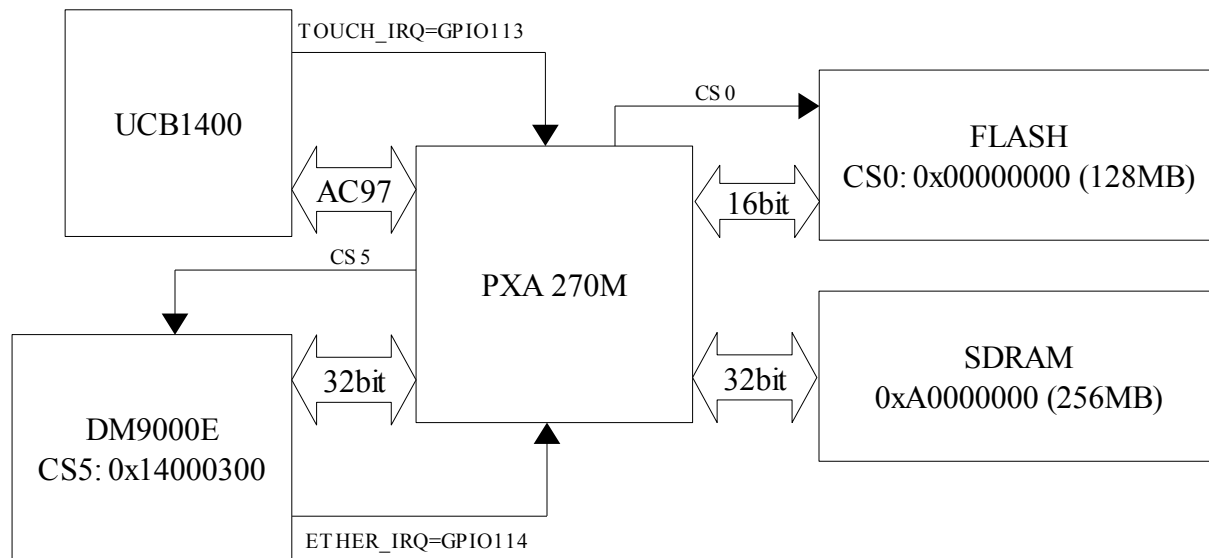 TOUCH_IRQ=GPIO113
UCB1400
CS 0
FLASH
CS0: 0x00000000 (128MB)
AC97
16bit
CS 5
PXA 270M
SDRAM
0xA0000000 (256MB)
32bit
32bit
DM9000E
CS5: 0x14000300
ETHER_IRQ=GPIO114